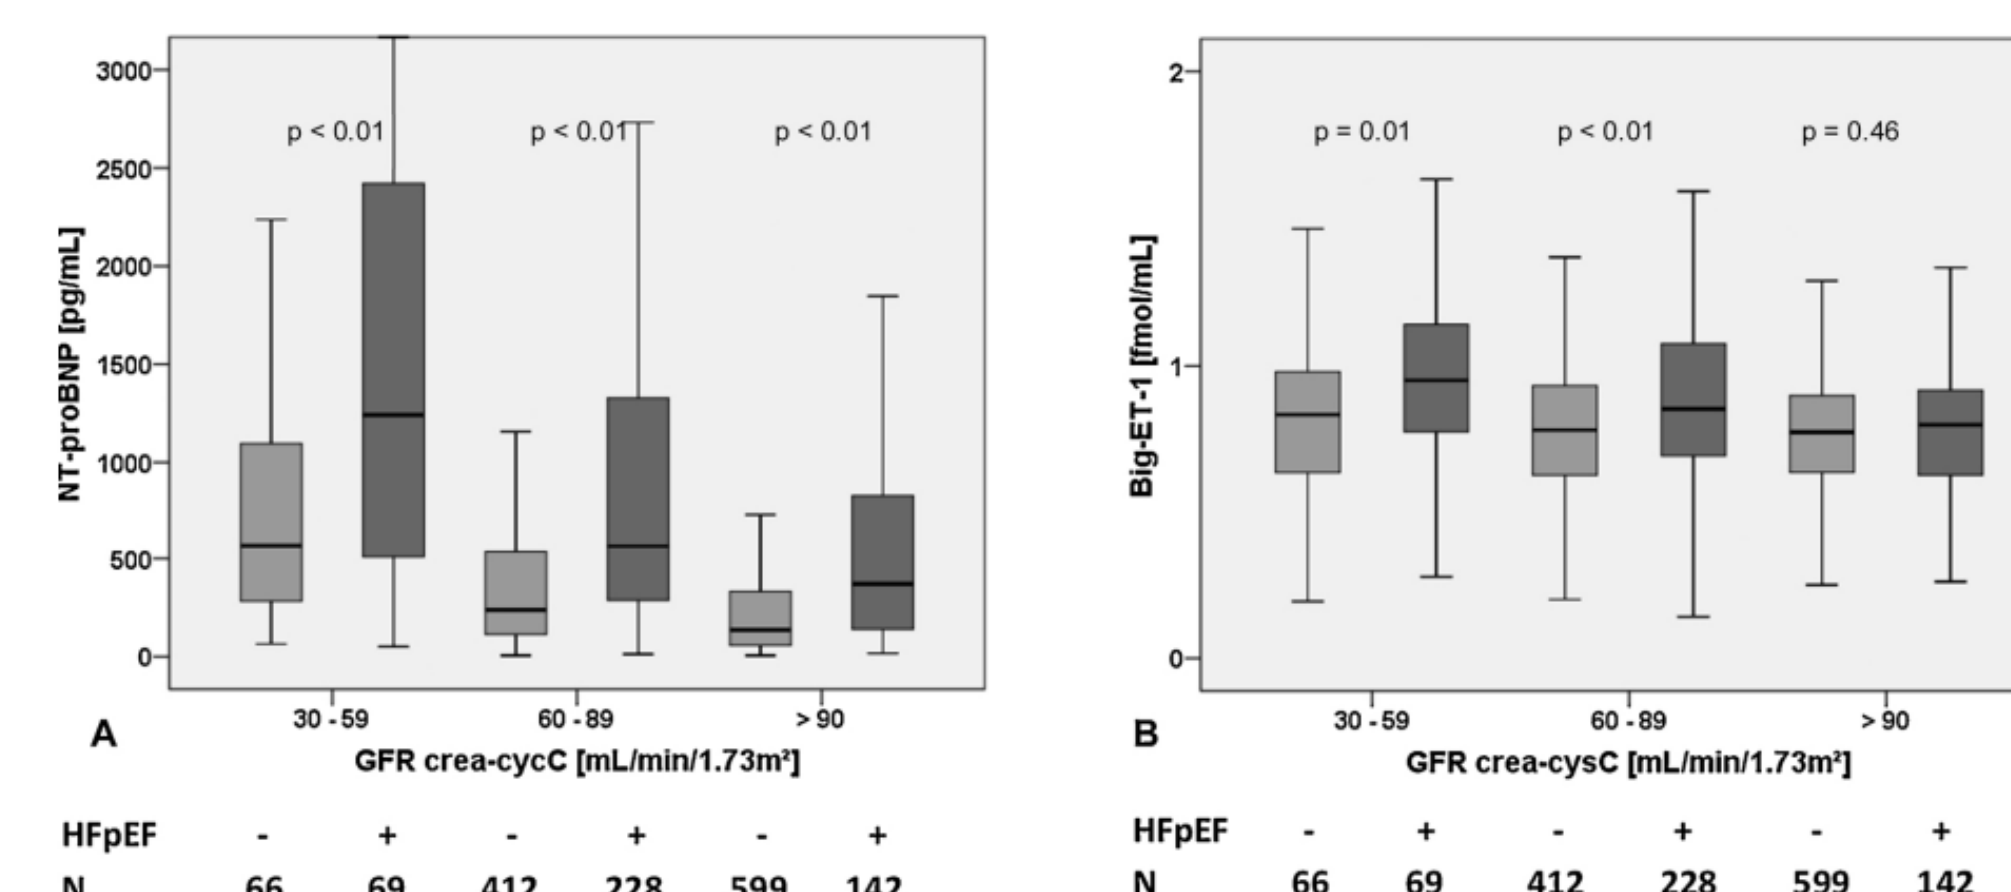 3000
2500
2000
1500
1000
500
0
NT-proBNP [pg/mL]
p < 0.01
p < 0.01
p < 0.01
30 - 59
60 - 89
> 90
A
GFR crea-cycC [mL/min/1.73m²]
HFpEF - + - + - +
N 66 69 412 228 599 142
2
1
0
Big-ET-1 [fmol/mL]
p = 0.01
p < 0.01
p = 0.46
30 - 59
60 - 89
> 90
B
GFR crea-cysC [mL/min/1.73m²]
HFpEF - + - + - +
N 66 69 412 228 599 142